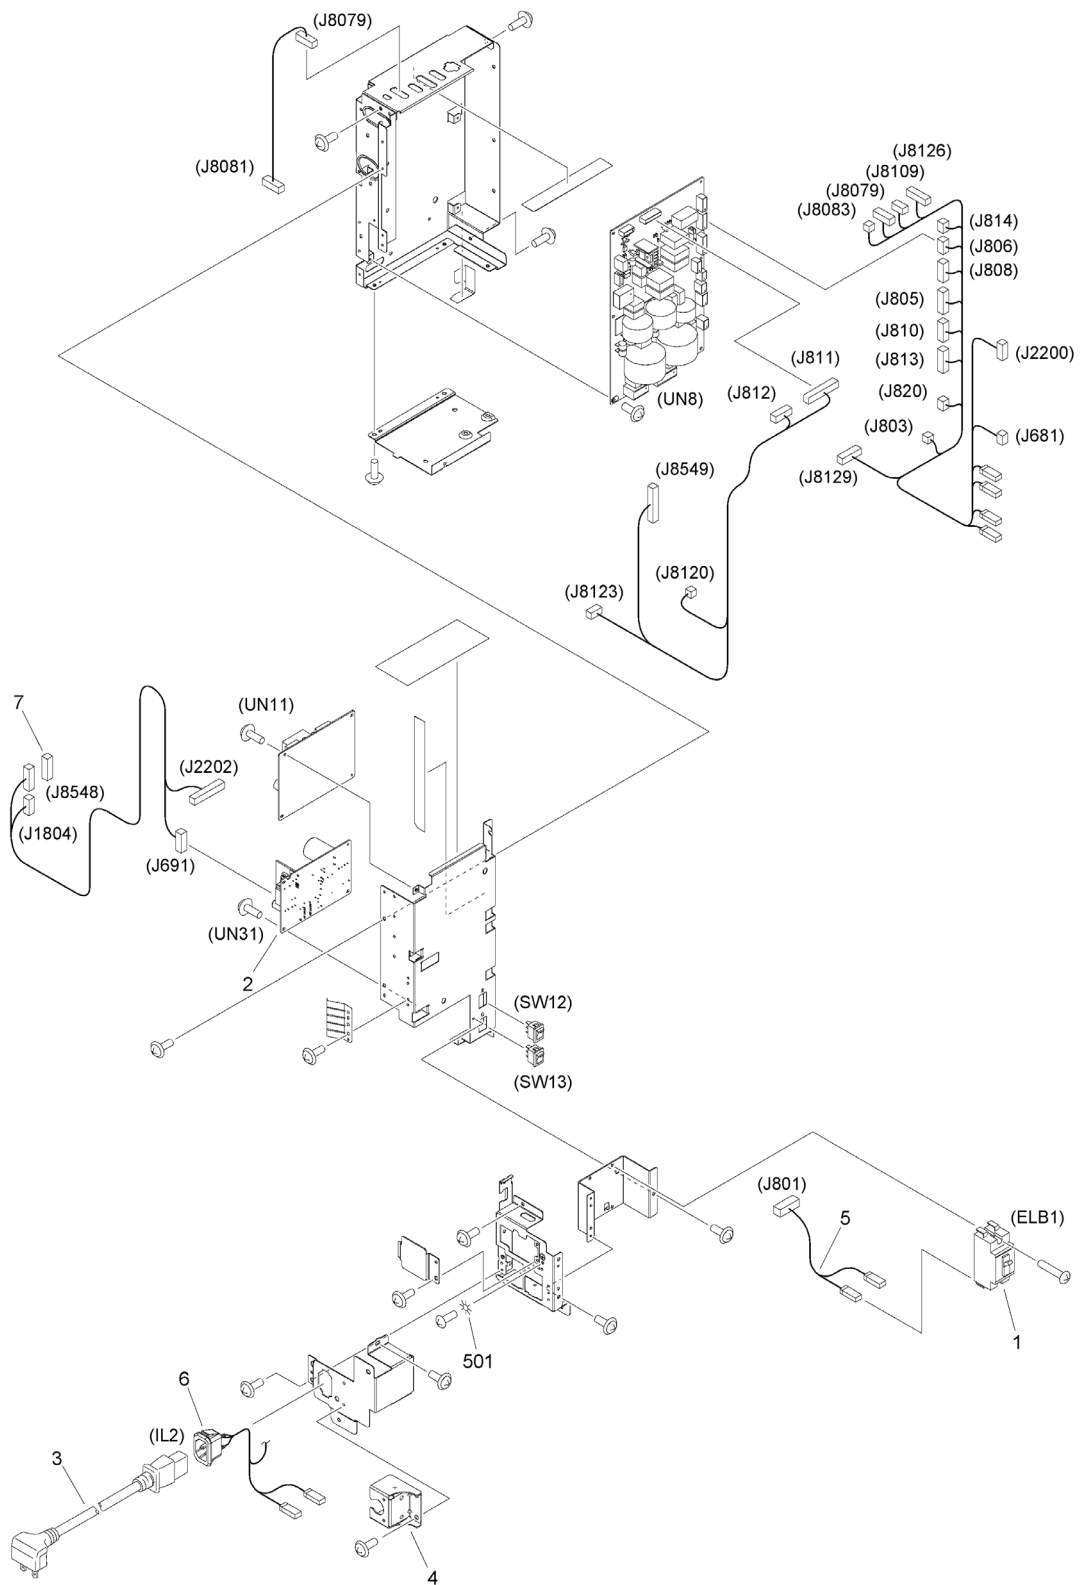 (J8079)
(J8081)
(J8126)
(J8109)
(J8079)
(J8083)
(J814)
(J806)
(J808)
(J805)
(J810)
(J813)
(J2200)
(J811)
(UN8)
(J812)
(J820)
(J803)
(J681)
(J8129)
(J8549)
(J8120)
(J8123)
7
(UN11)
(J2202)
(J8548)
(J1804)
(J691)
(UN31)
2
(SW12)
(SW13)
(J801)
5
(ELB1)
1
501
6
(IL2)
3
4